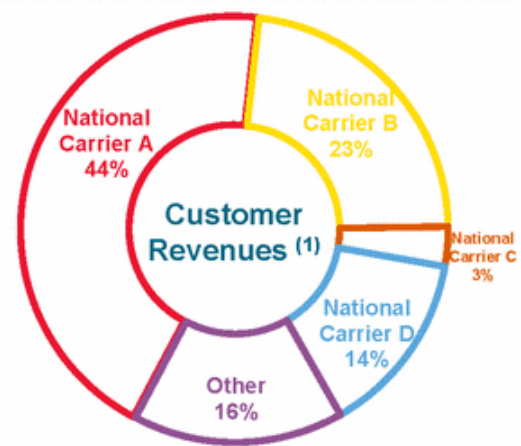 National
Carrier A
44%
National
Carrier B
23%
Customer
Revenues (1)
National
Carrier C
3%
National
Carrier D
14%
Other
16%